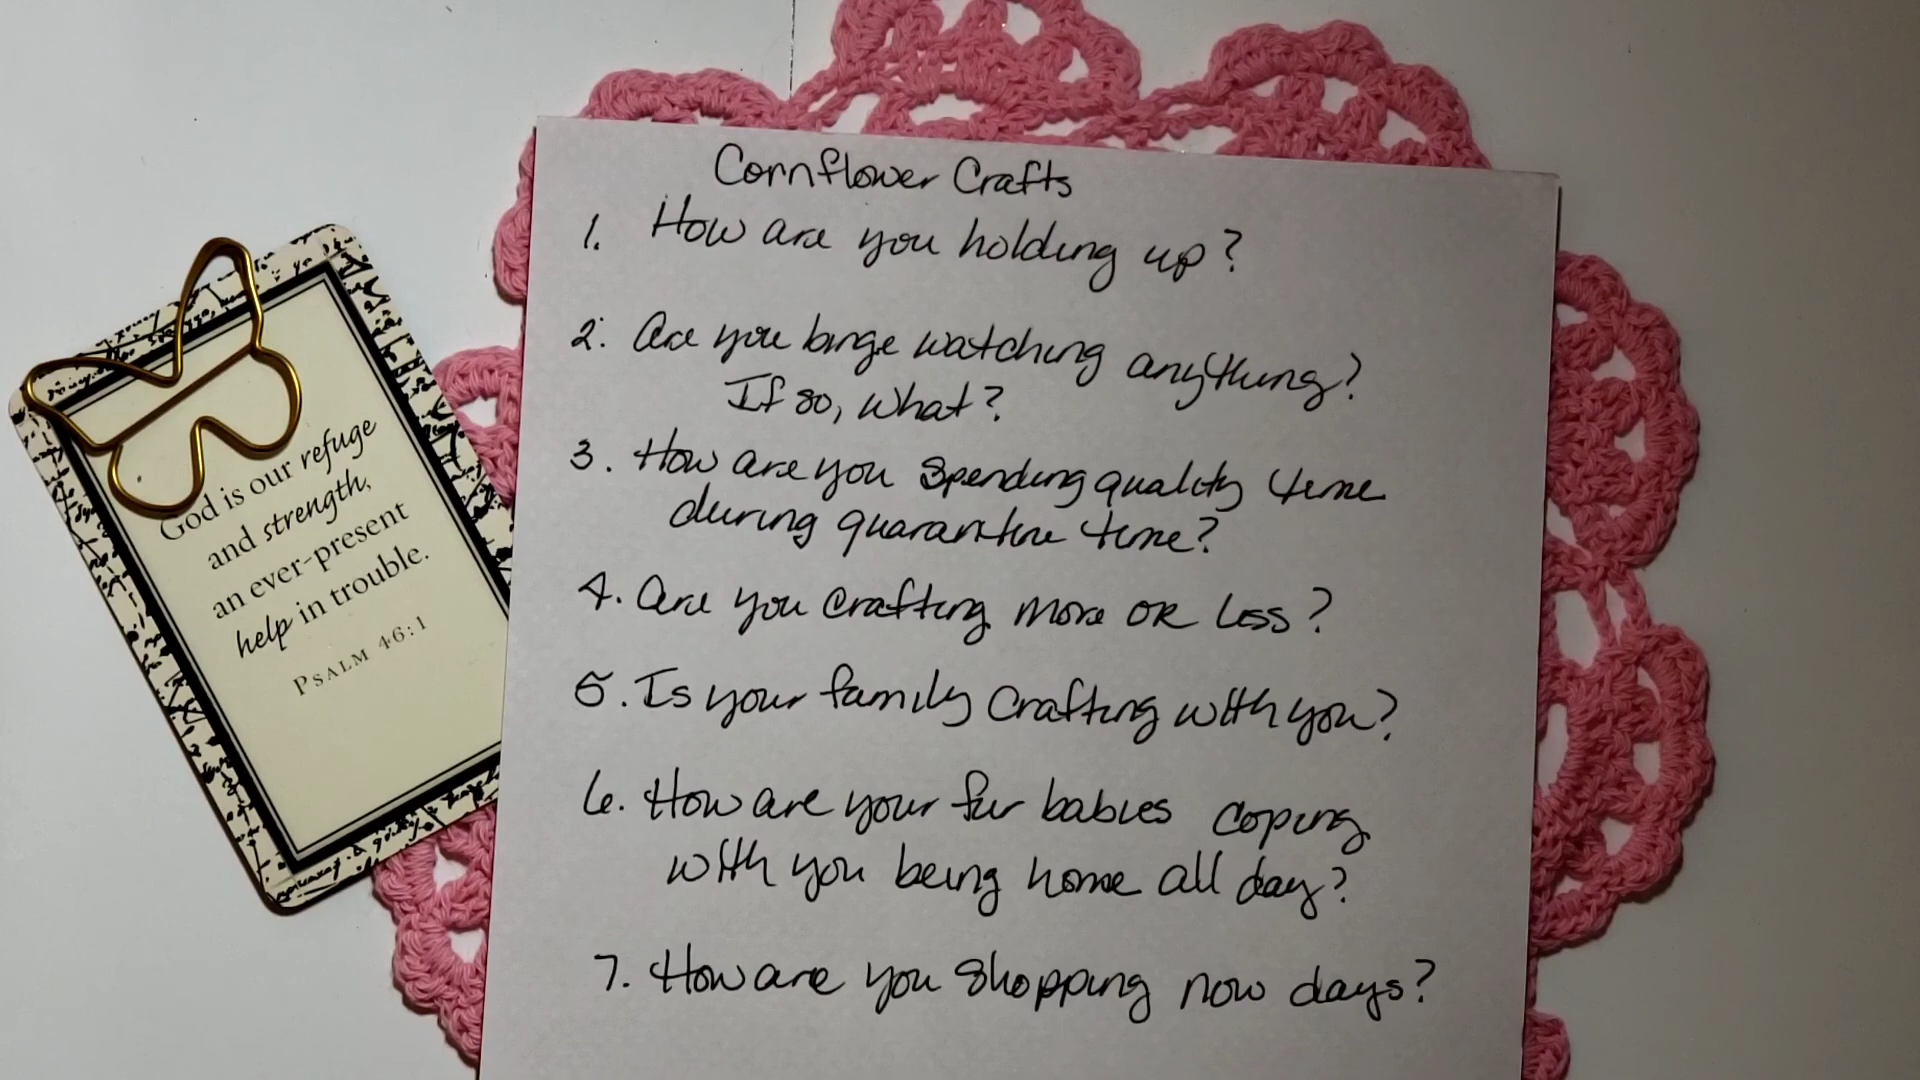 Cornflower Crafts
1. How are you holding up?
2. Are you binge watching anything?
If so, what?
3. How are you spending quality time
during quarantine time?
4. Are you crafting more or less?
5. Is your family crafting with you?
6. How are your fur babies coping
with you being home all day?
7. How are you shopping now days?
God is our refuge
and strength,
an ever-present
help in trouble.
PSALM 46:1